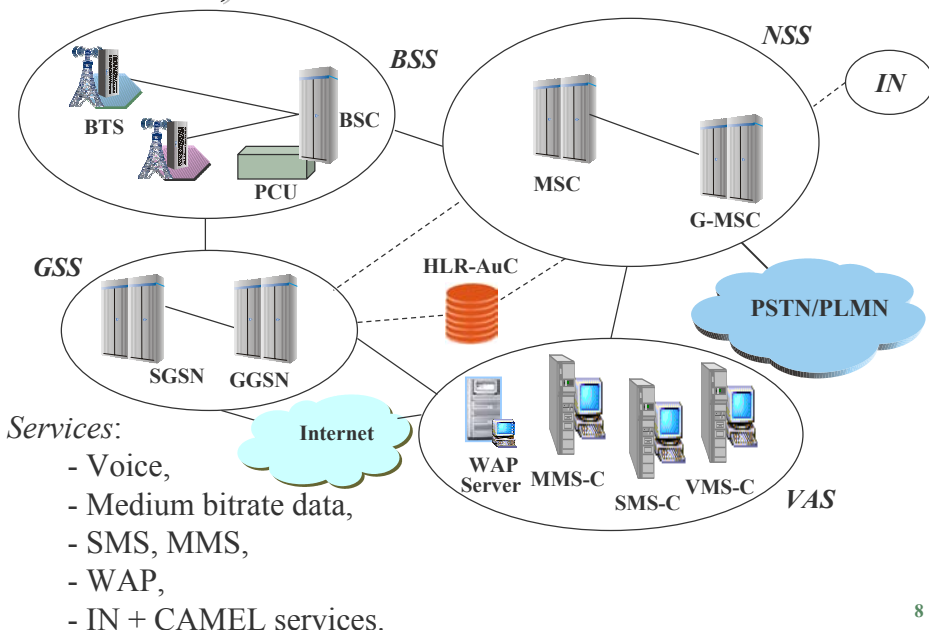 NSS
BSS
IN
BTS
BSC
PCU
MSC
G-MSC
GSS
HLR-AuC
PSTN/PLMN
SGSN
GGSN
Services:
Internet
- Voice,
- Medium bitrate data,
- SMS, MMS,
- WAP,
- IN + CAMEL services.
WAP
Server
MMS-C
SMS-C
VMS-C
VAS
8